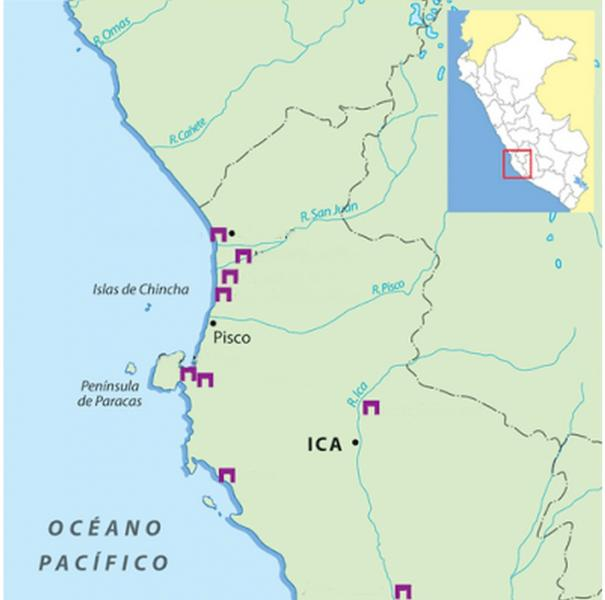 R. Omas
R. Cañete
R. San Juan
Islas de Chincha
R. Pisco
Pisco
Península
de Paracas
R. Ica
ICA
OCÉANO
PACÍFICO